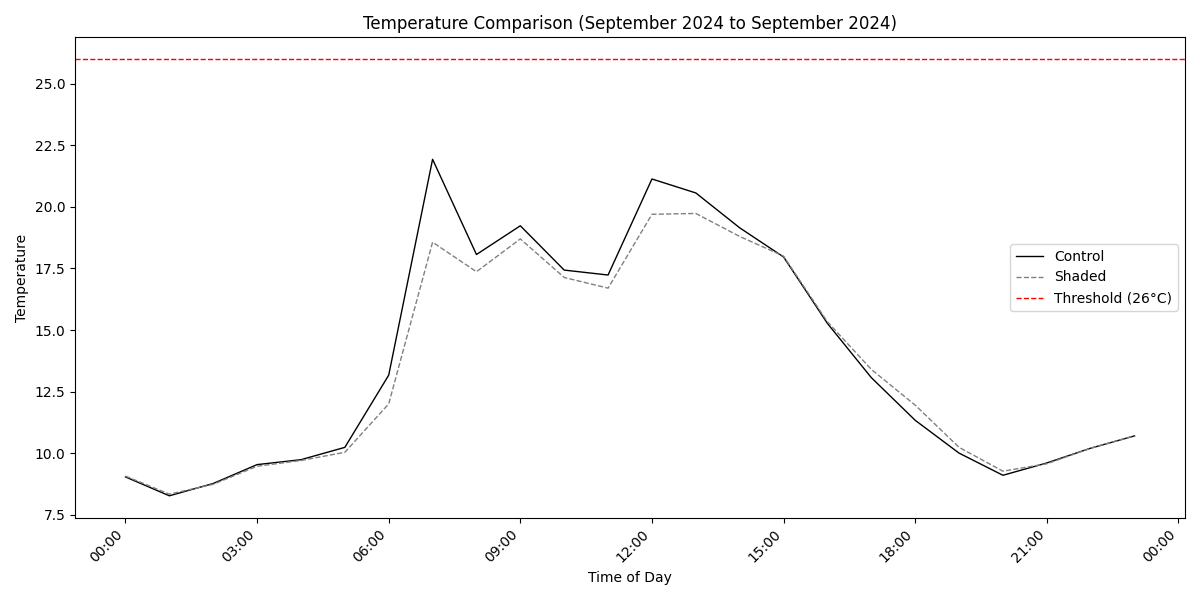 Temperature Comparison (September 2024 to September 2024)
25.0
22.5
20.0
17.5
15.0
12.5
10.0
7.5
Temperature
Control
Shaded
Threshold (26°C)
00:00
03:00
06:00
09:00
12:00
15:00
18:00
21:00
00:00
Time of Day